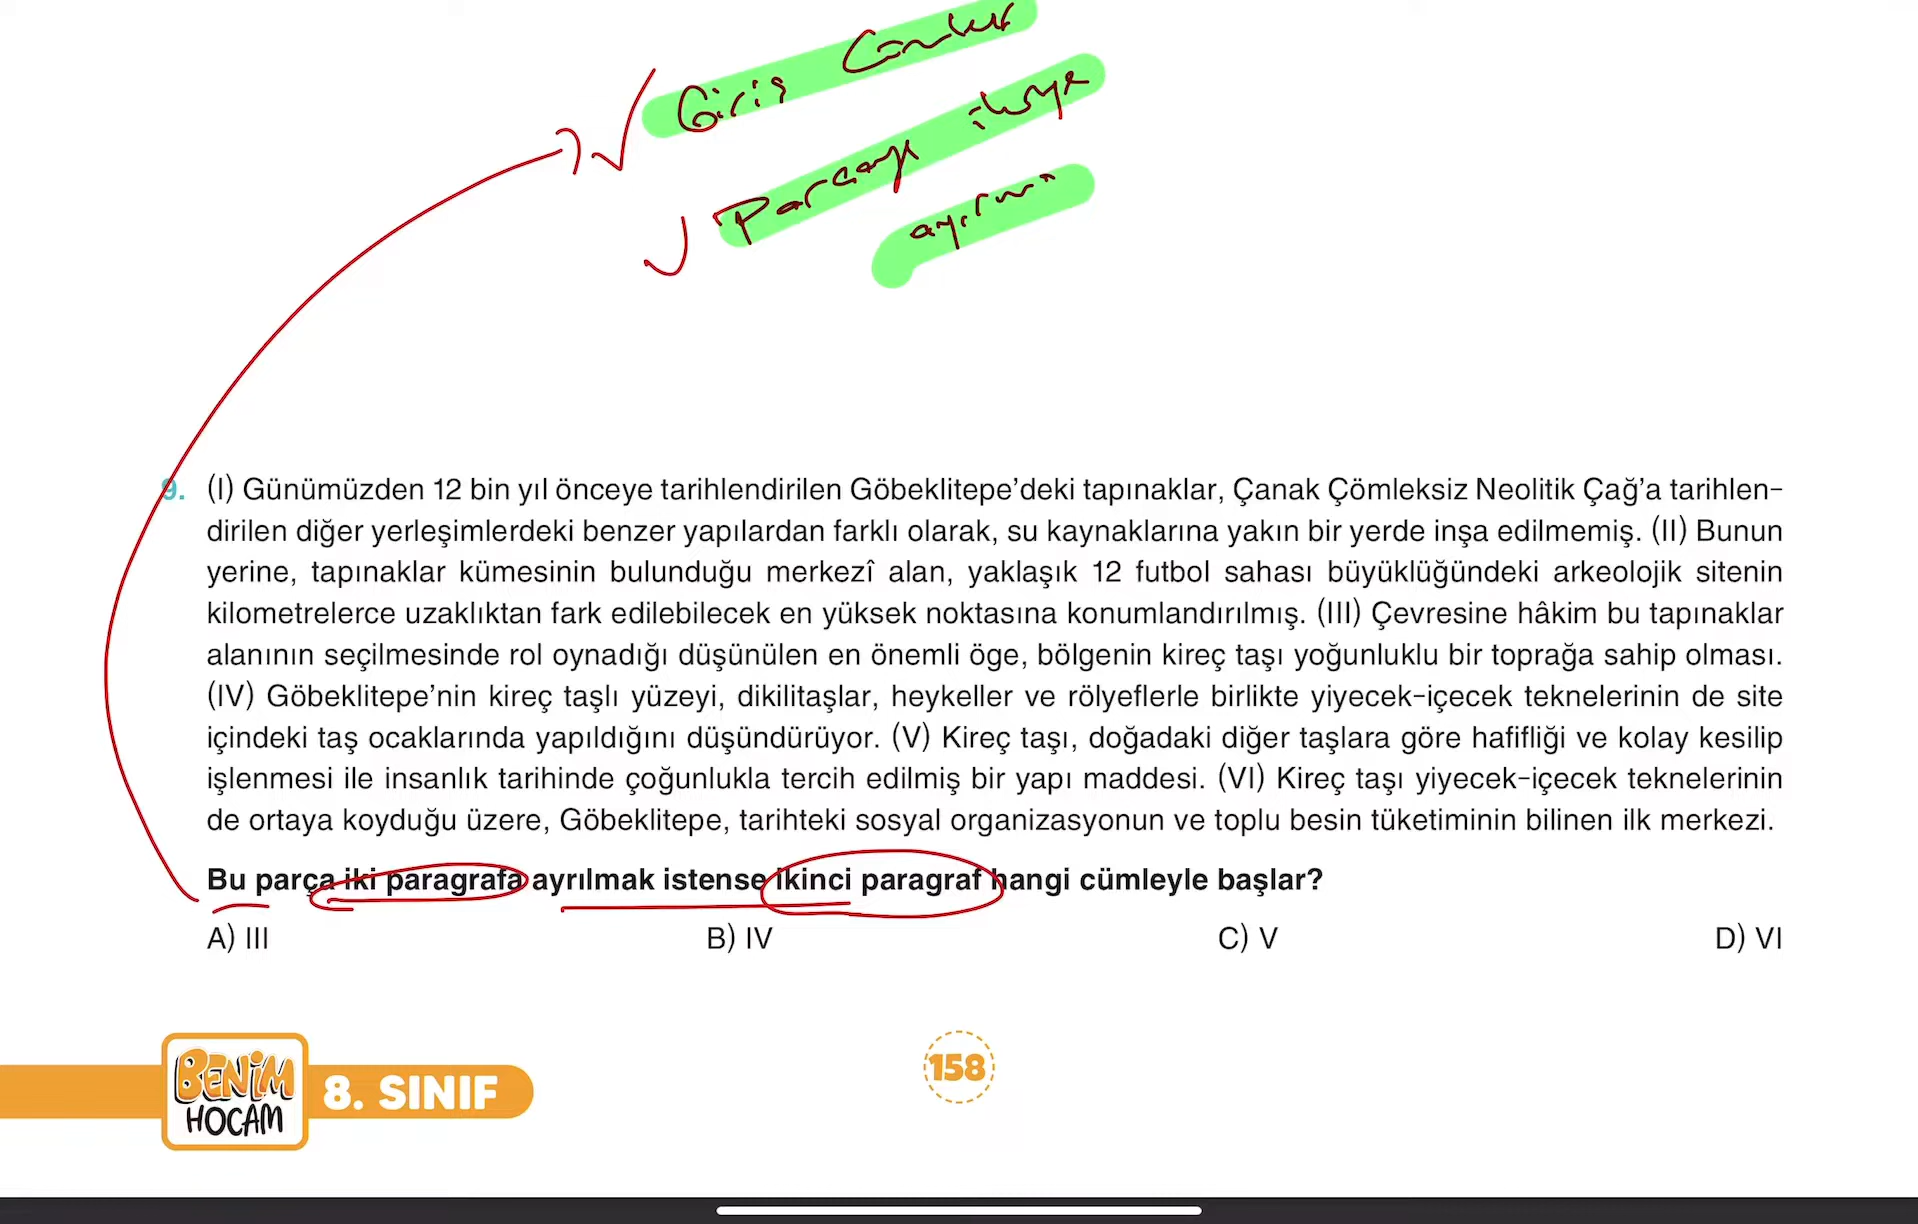 Giriş Cümlesi
Parçayı ikiye
ayırma
9. (I) Günümüzden 12 bin yıl önceye tarihlendirilen Göbeklitepe’deki tapınaklar, Çanak Çömleksiz Neolitik Çağ’a tarihlen-
dirilen diğer yerleşimlerdeki benzer yapılardan farklı olarak, su kaynaklarına yakın bir yerde inşa edilmemiş. (II) Bunun
yerine, tapınaklar kümesinin bulunduğu merkezî alan, yaklaşık 12 futbol sahası büyüklüğündeki arkeolojik sitenin
kilometrelerce uzaklıktan fark edilebilecek en yüksek noktasına konumlandırılmış. (III) Çevresine hâkim bu tapınaklar
alanının seçilmesinde rol oynadığı düşünülen en önemli öge, bölgenin kireç taşı yoğunluklu bir toprağa sahip olması.
(IV) Göbeklitepe’nin kireç taşlı yüzeyi, dikilitaşlar, heykeller ve rölyeflerle birlikte yiyecek-içecek teknelerinin de site
içindeki taş ocaklarında yapıldığını düşündürüyor. (V) Kireç taşı, doğadaki diğer taşlara göre hafifliği ve kolay kesilip
işlenmesi ile insanlık tarihinde çoğunlukla tercih edilmiş bir yapı maddesi. (VI) Kireç taşı yiyecek-içecek teknelerinin
de ortaya koyduğu üzere, Göbeklitepe, tarihteki sosyal organizasyonun ve toplu besin tüketiminin bilinen ilk merkezi.
Bu parça iki paragrafa ayrılmak istense ikinci paragraf hangi cümleyle başlar?
A) III B) IV C) V D) VI
BENİM
HOCAM
8. SINIF
158